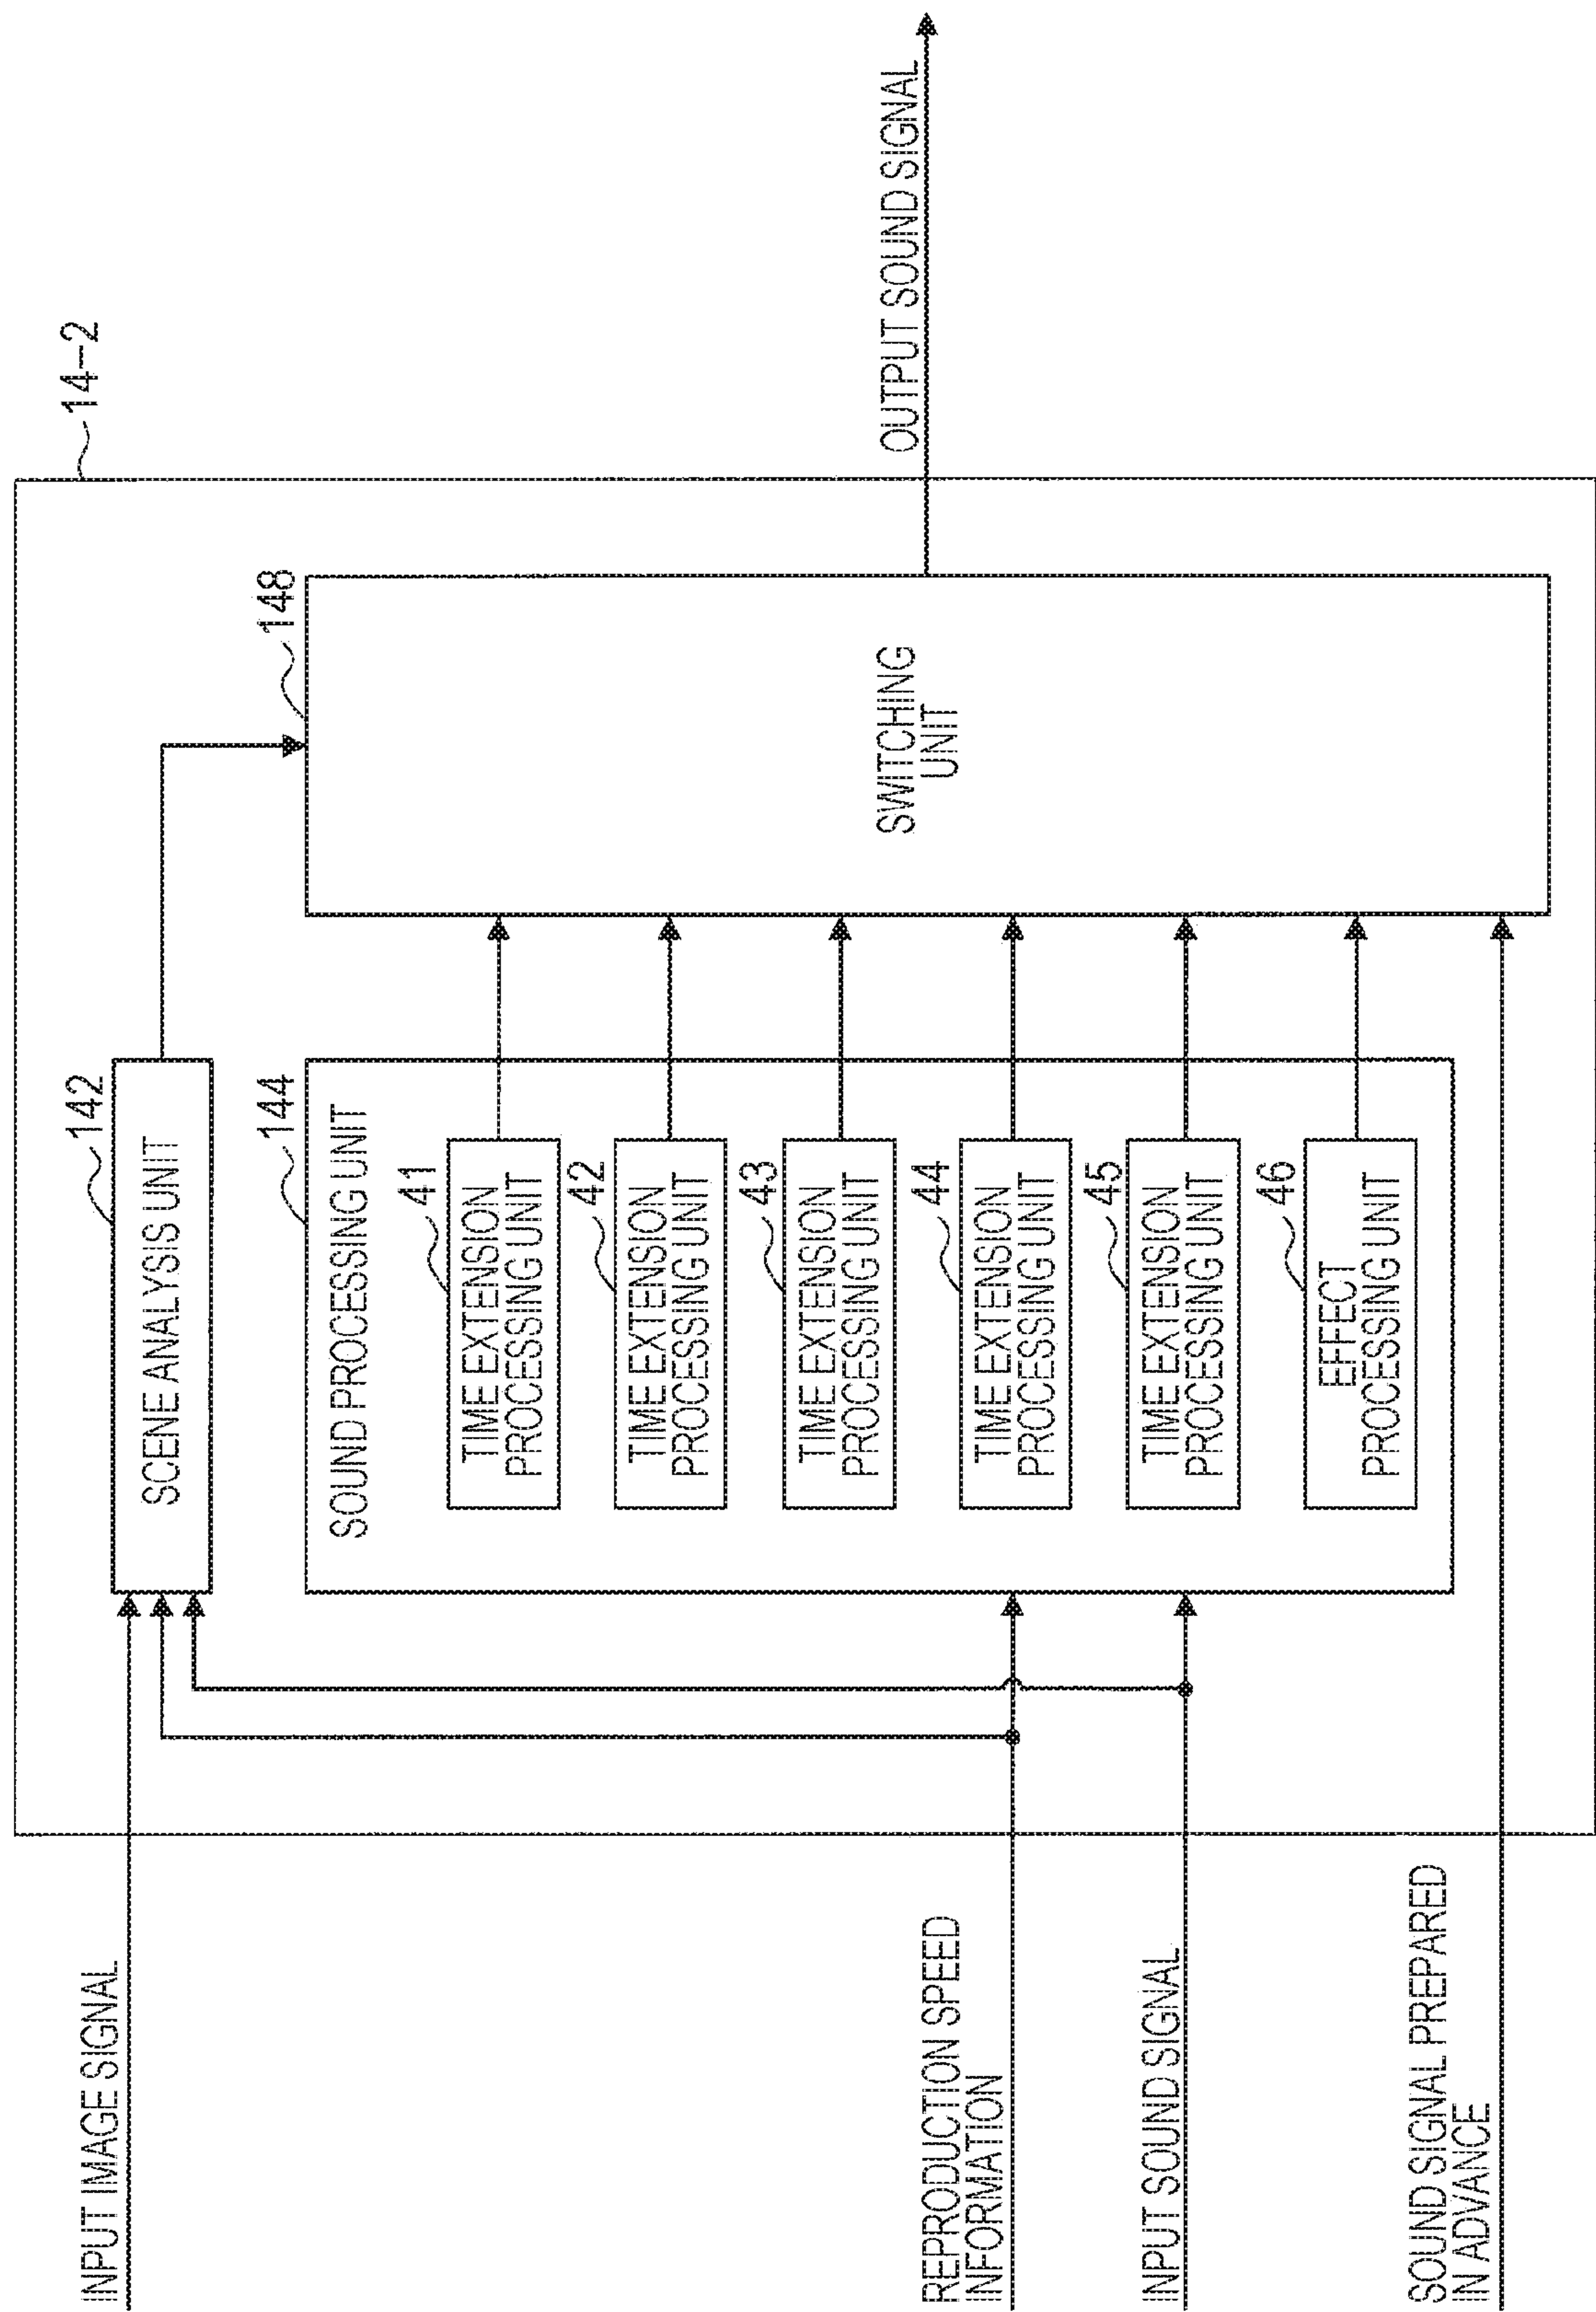 14-2
INPUT IMAGE SIGNAL
142
SCENE ANALYSIS UNIT
144
SOUND PROCESSING UNIT
148
SWITCHING
UNIT
41
TIME EXTENSION
PROCESSING UNIT
42
TIME EXTENSION
PROCESSING UNIT
43
TIME EXTENSION
PROCESSING UNIT
44
TIME EXTENSION
PROCESSING UNIT
45
TIME EXTENSION
PROCESSING UNIT
46
EFFECT
PROCESSING UNIT
REPRODUCTION SPEED
INFORMATION
INPUT SOUND SIGNAL
SOUND SIGNAL PREPARED
IN ADVANCE
OUTPUT SOUND SIGNAL